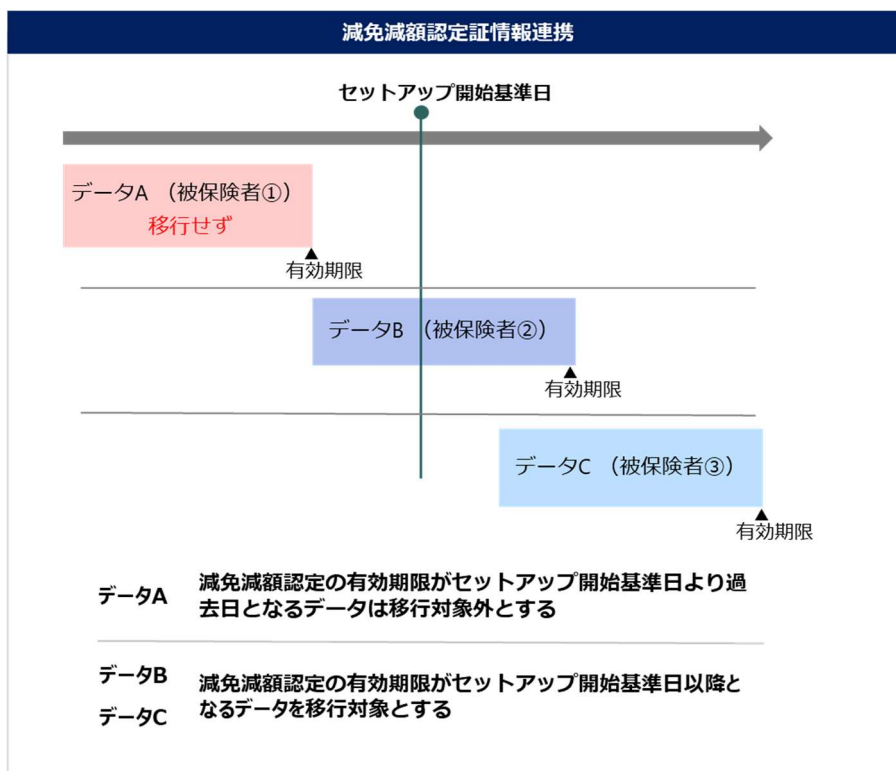 減免減額認定証情報連携
セットアップ開始基準日
データA （被保険者①）
移行せず
▲
有効期限
データB （被保険者②）
▲
有効期限
データC （被保険者③）
▲
有効期限
データA
減免減額認定の有効期限がセットアップ開始基準日より過
去日となるデータは移行対象外とする
データB
データC
減免減額認定の有効期限がセットアップ開始基準日以降と
なるデータを移行対象とする